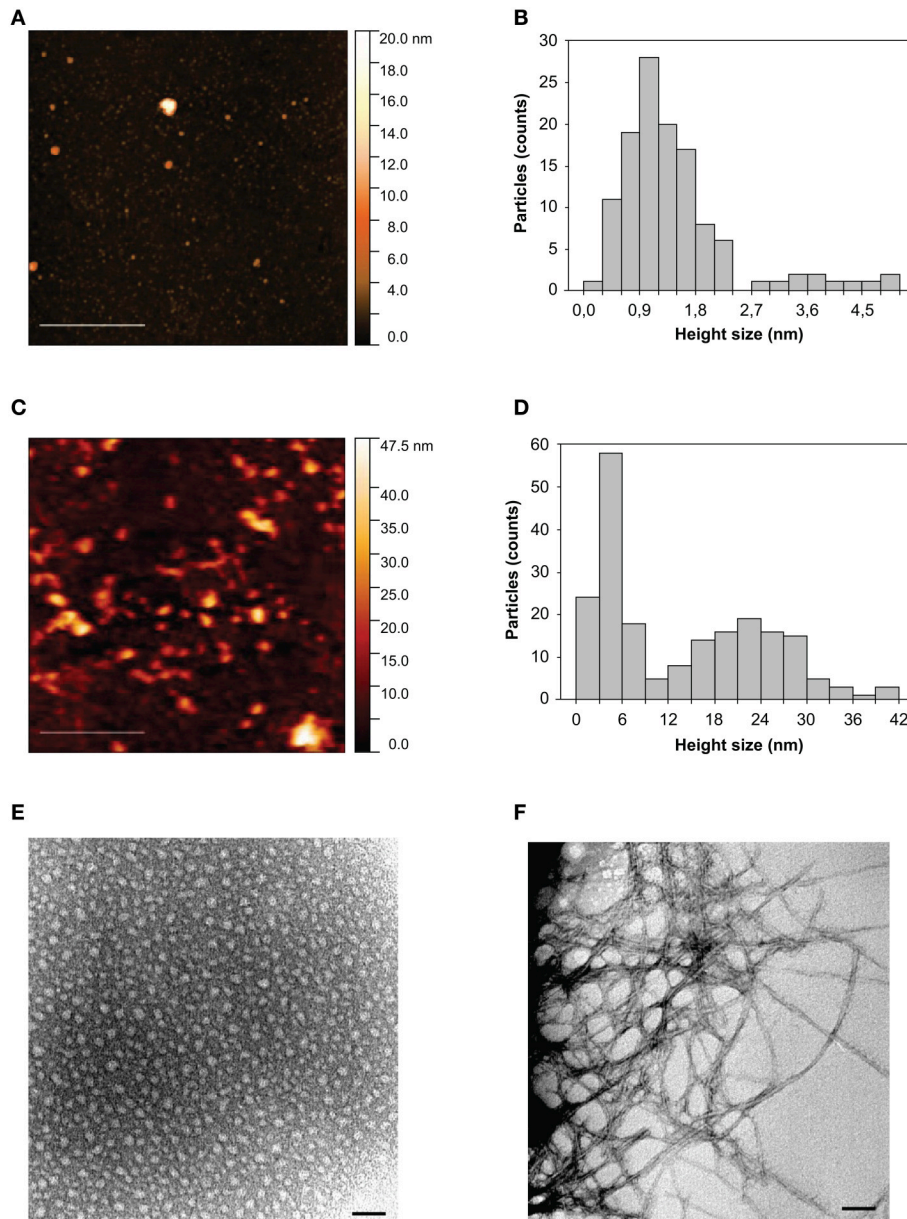 A
20.0 nm
18.0
16.0
14.0
12.0
10.0
8.0
6.0
4.0
2.0
0.0
B
30
25
20
15
10
5
0
Particles (counts)
0,0 0,9 1,8 2,7 3,6 4,5
Height size (nm)
C
47.5 nm
40.0
35.0
30.0
25.0
20.0
15.0
10.0
0.0
D
60
50
40
30
20
10
0
Particles (counts)
0 6 12 18 24 30 36 42
Height size (nm)
E
F